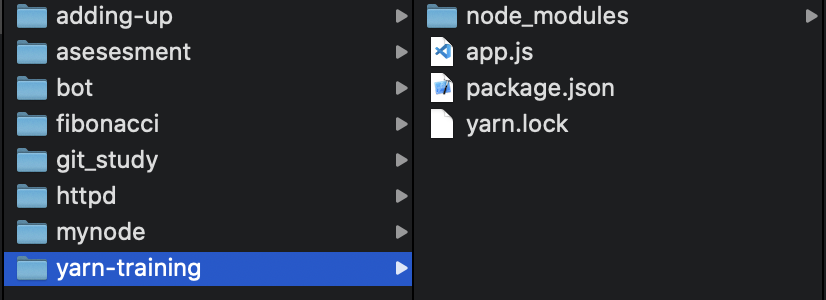 adding-up
asesesment
bot
fibonacci
git_study
httpd
mynode
yarn-training
node_modules
app.js
package.json
yarn.lock